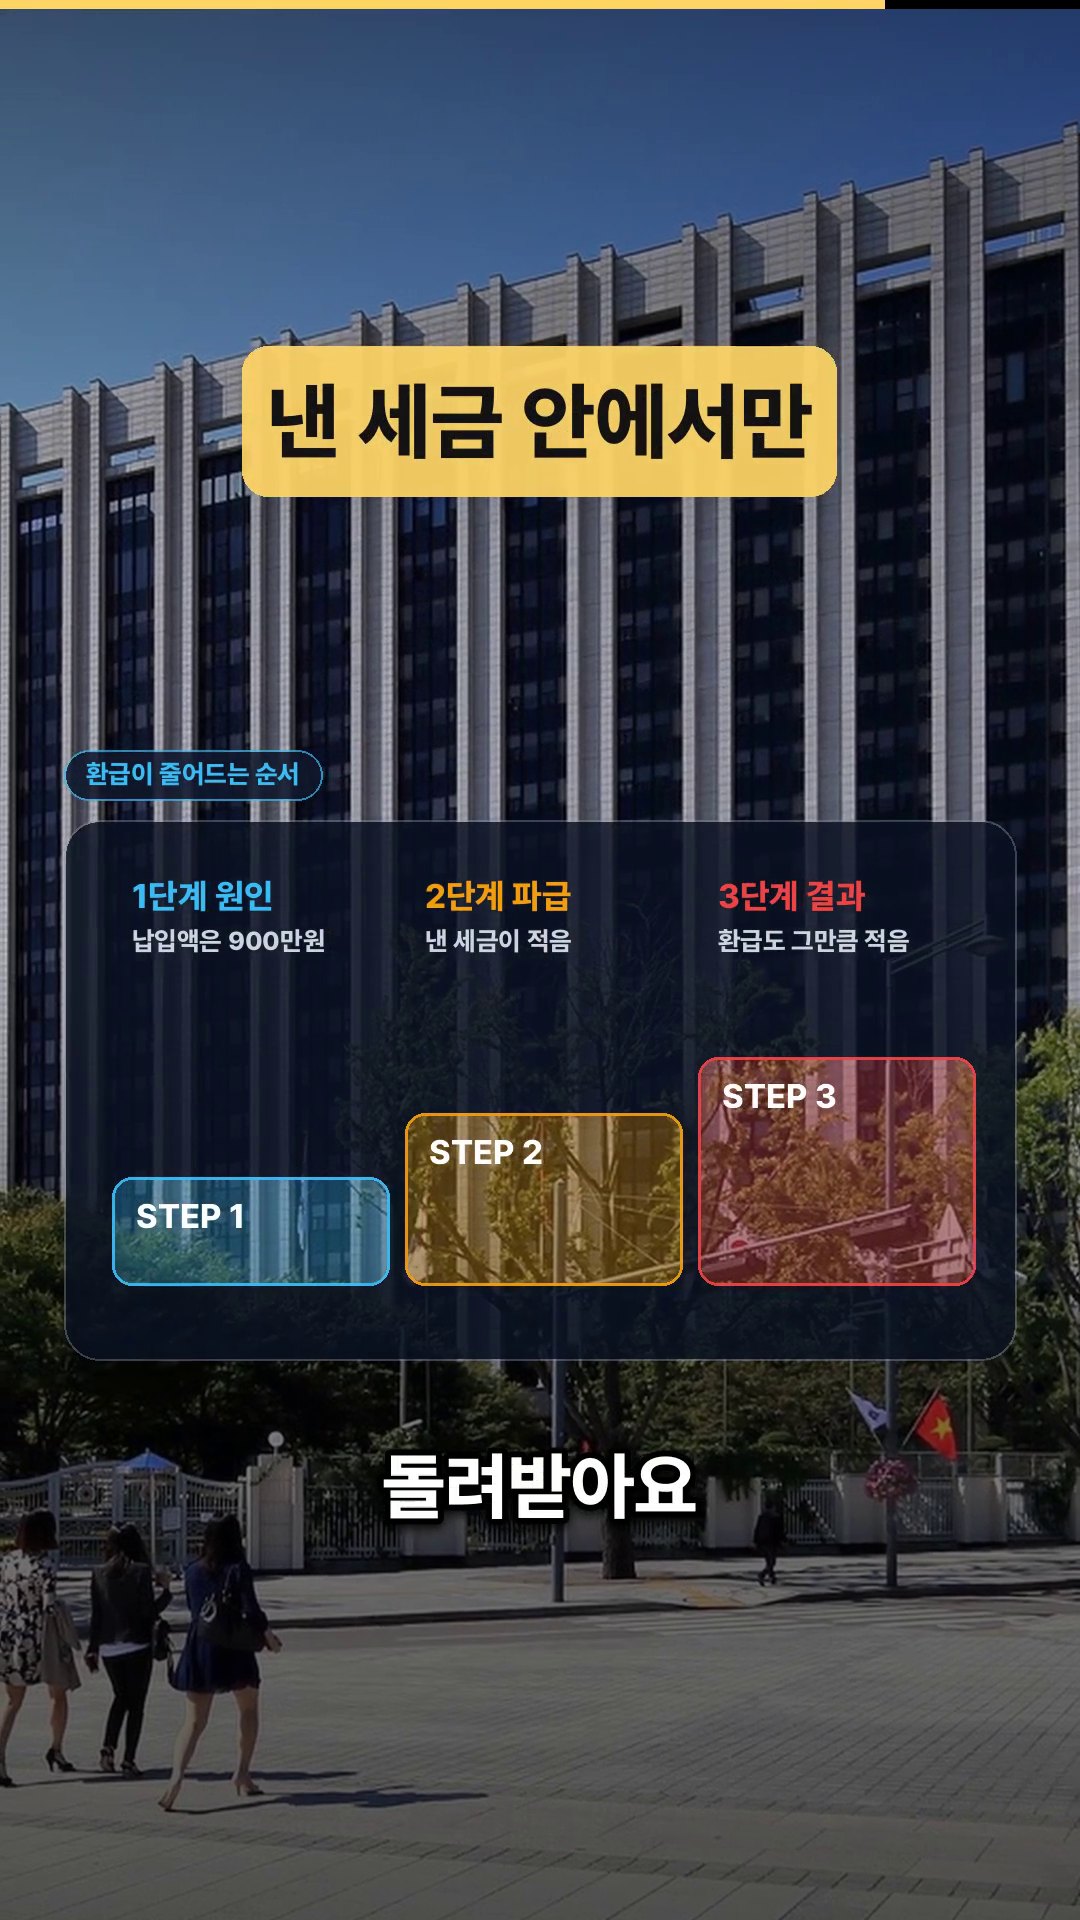 낸 세금 안에서만
환급이 줄어드는 순서
1단계 원인
납입액은 900만원
2단계 파급
낸 세금이 적음
3단계 결과
환급도 그만큼 적음
STEP 1
STEP 2
STEP 3
돌려받아요